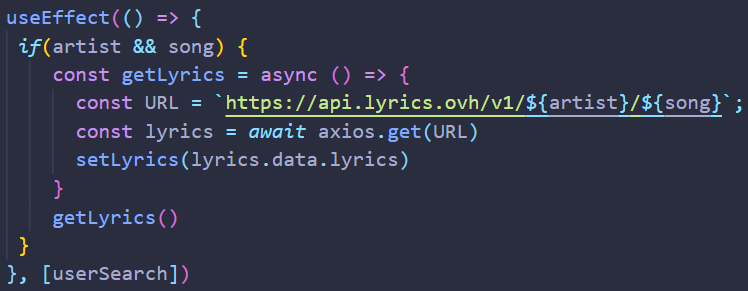 useEffect(() => {
if(artist && song) {
const getLyrics = async () => {
const URL = `https://api.lyrics.ovh/v1/${artist}/${song}`;
const lyrics = await axios.get(URL)
setLyrics(lyrics.data.lyrics)
}
getLyrics()
}
}, [userSearch])